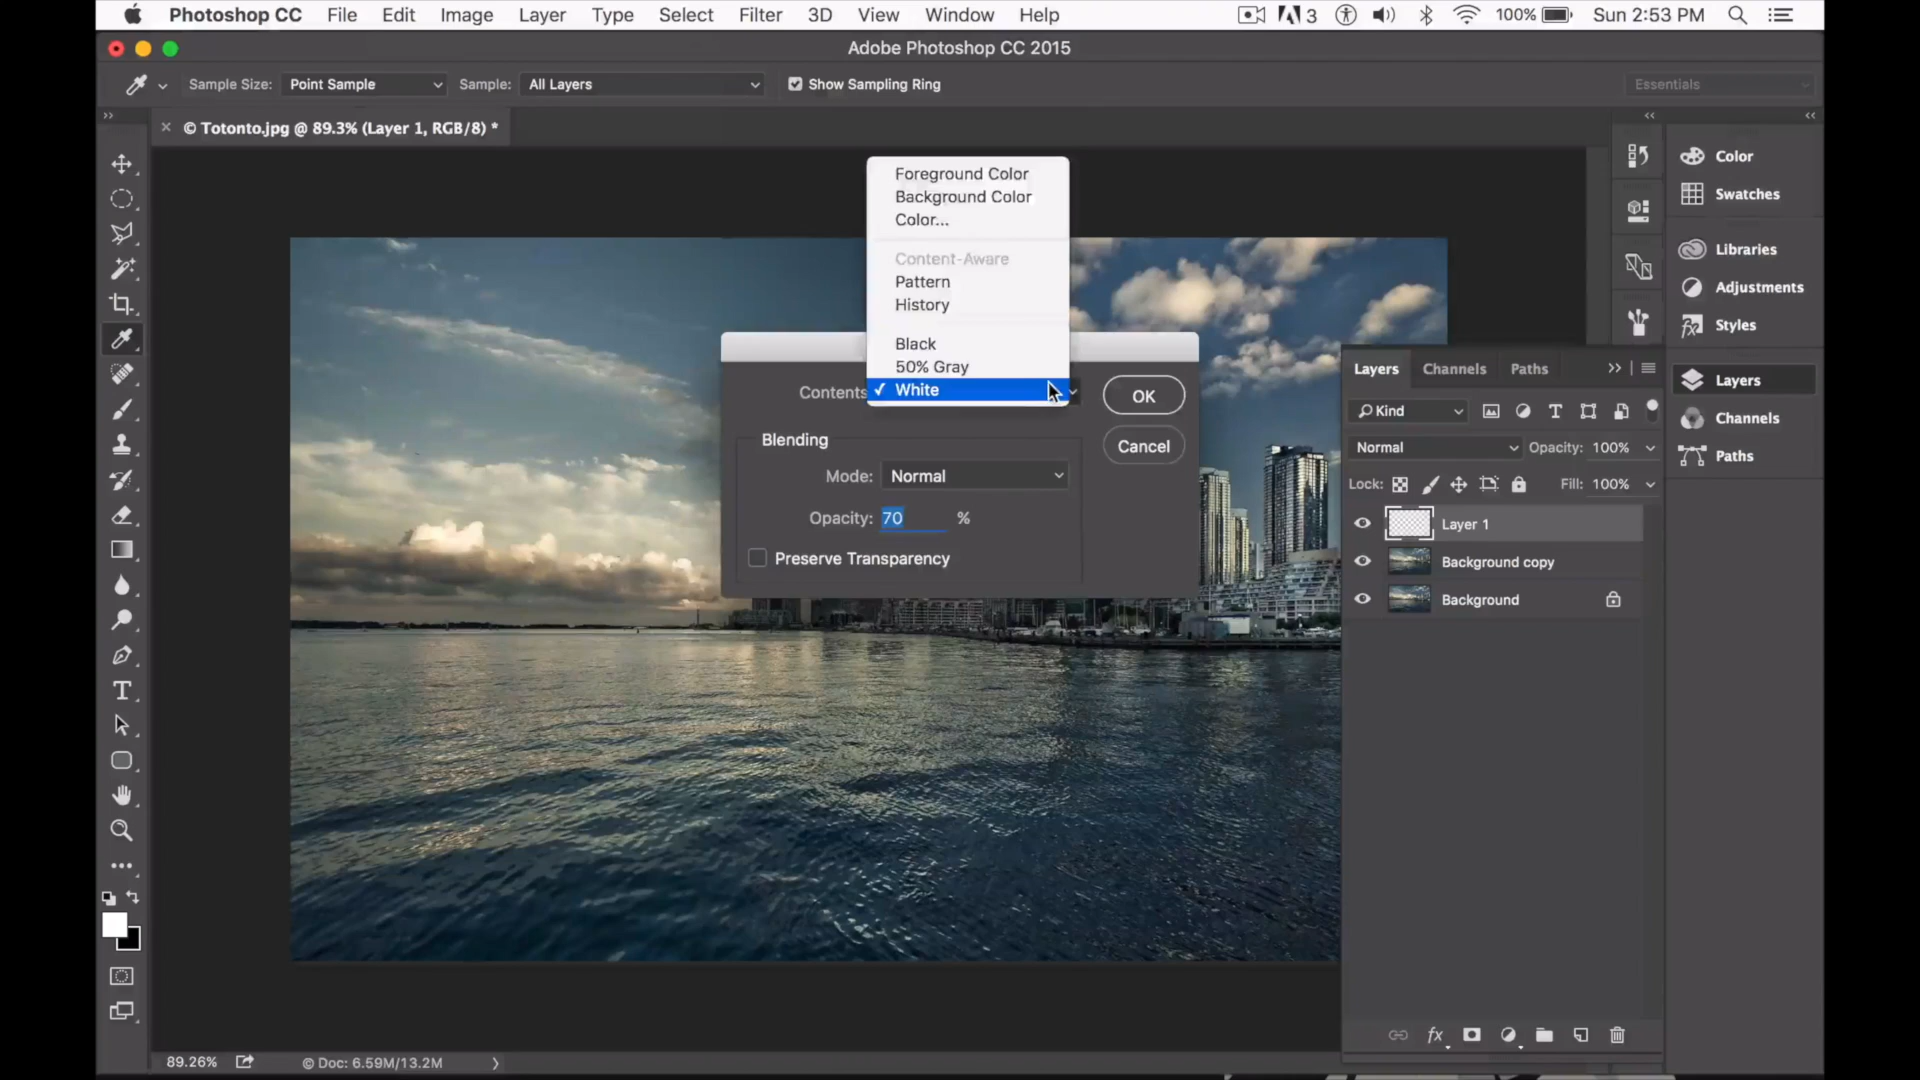 Photoshop CC File Edit Image Layer Type Select Filter 3D View Window Help 3 100% Sun 2:53 PM
Adobe Photoshop CC 2015
Sample Size: Point Sample Sample: All Layers Show Sampling Ring Essentials
© Totonto.jpg @ 89.3% (Layer 1, RGB/8) *
Foreground Color
Background Color
Color...
Content-Aware
Pattern
History
Black
50% Gray
Contents ✓ White
OK
Cancel
Blending
Mode: Normal
Opacity: 70 %
Preserve Transparency
Color
Swatches
Libraries
Adjustments
Styles
Layers
Channels
Paths
Layers Channels Paths
Kind
Normal Opacity: 100%
Lock: Fill: 100%
Layer 1
Background copy
Background
fx
89.26% © Doc: 6.59M/13.2M